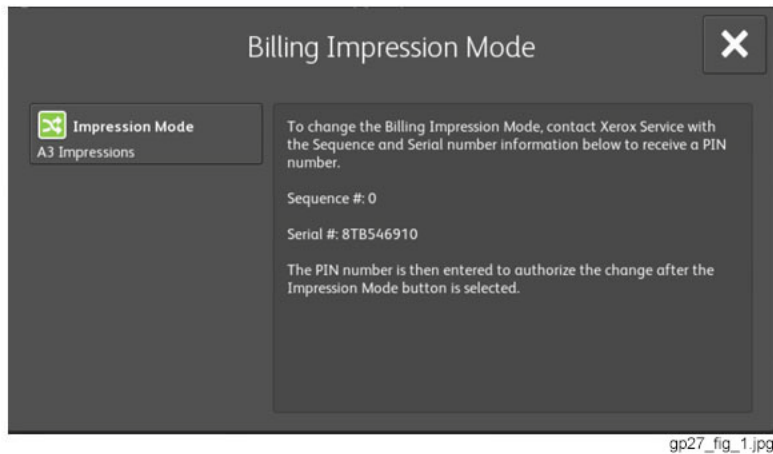 Billing Impression Mode
Impression Mode
A3 Impressions
To change the Billing Impression Mode, contact Xerox Service with
the Sequence and Serial number information below to receive a PIN
number.
Sequence #: 0
Serial #: 8TB546910
The PIN number is then entered to authorize the change after the
Impression Mode button is selected.
gp27_fig_1.jpg